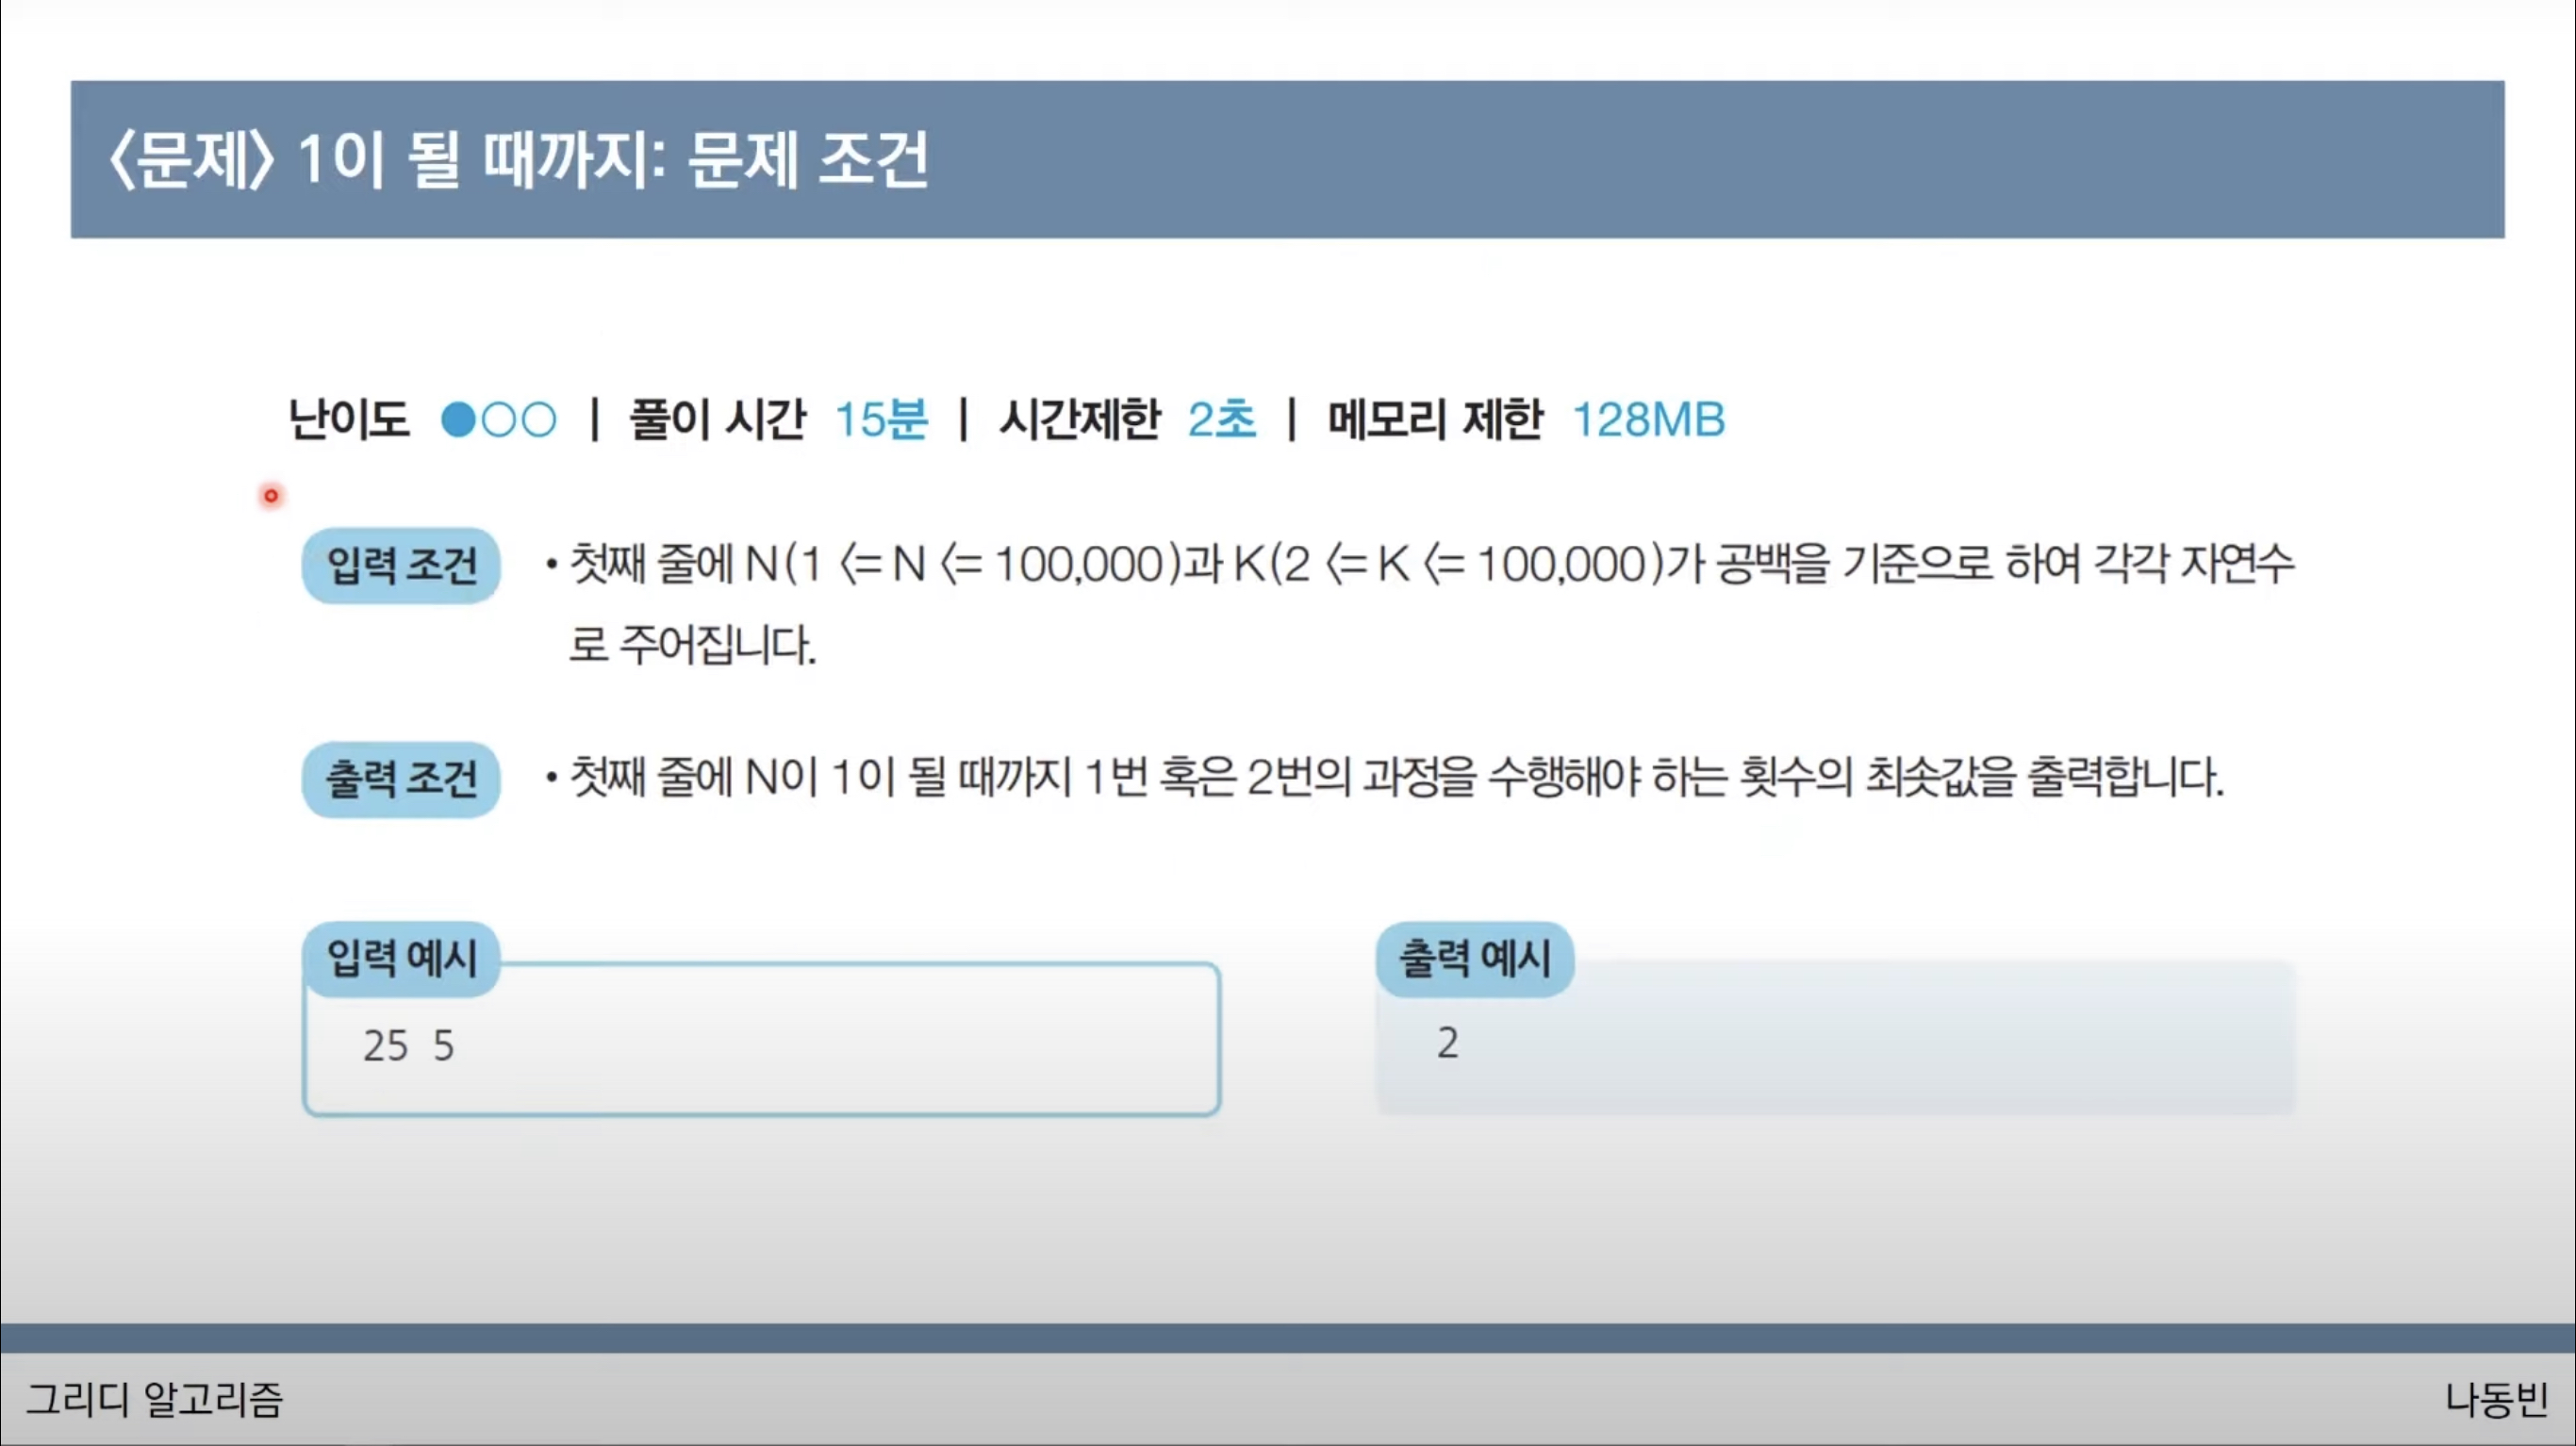 〈문제〉 1이 될 때까지: 문제 조건
난이도 ●○○ | 풀이 시간 15분 | 시간제한 2초 | 메모리 제한 128MB
입력 조건 • 첫째 줄에 N(1 <= N <= 100,000)과 K(2 <= K <= 100,000)가 공백을 기준으로 하여 각각 자연수
로 주어집니다.
출력 조건 • 첫째 줄에 N이 1이 될 때까지 1번 혹은 2번의 과정을 수행해야 하는 횟수의 최솟값을 출력합니다.
입력 예시
25 5
출력 예시
2
그리디 알고리즘
나동빈